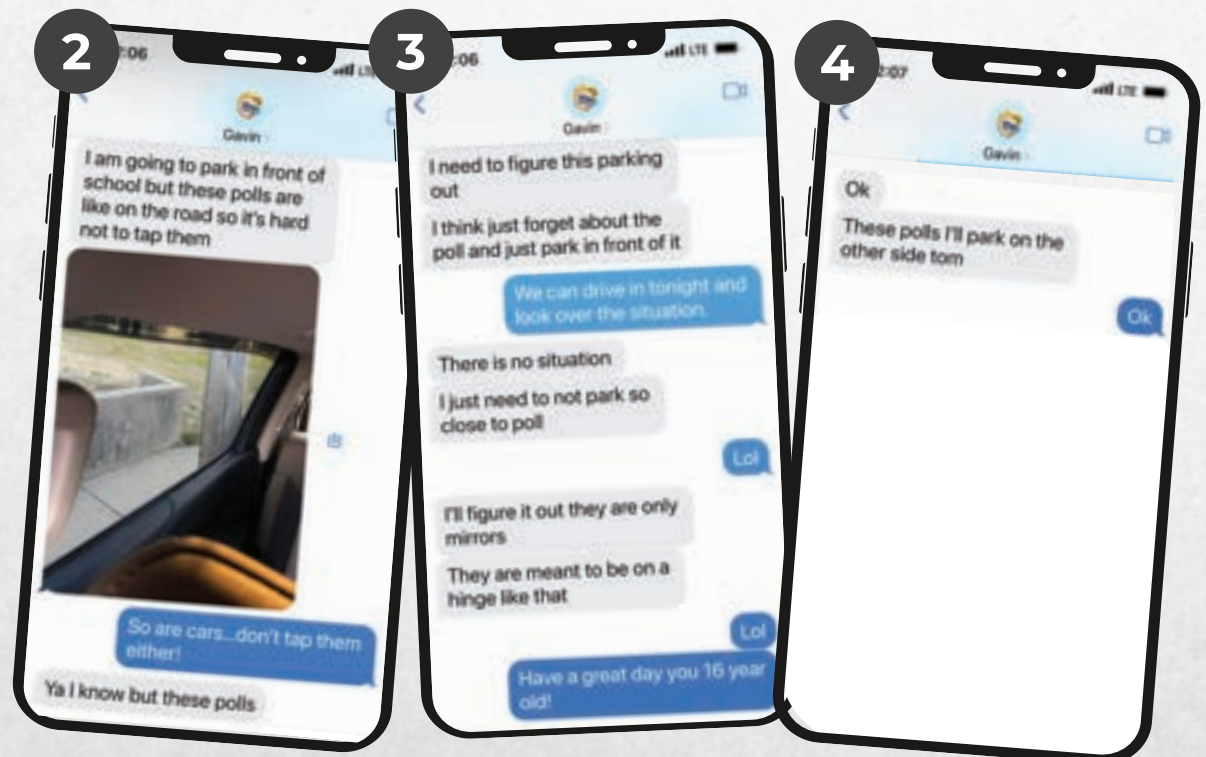 2
:06
LTE
Gavin
I am going to park in front of
school but these polls are
like on the road so it's hard
not to tap them
So are cars...don't tap them
either!
Ya I know but these polls
3
:06
LTE
Gavin
I need to figure this parking
out
I think just forget about the
poll and just park in front of it
We can drive in tonight and
look over the situation.
There is no situation
I just need to not park so
close to poll
Lol
I'll figure it out they are only
mirrors
They are meant to be on a
hinge like that
Lol
Have a great day you 16 year
old!
4
2:07
LTE
Gavin
Ok
These polls I'll park on the
other side tom
Ok